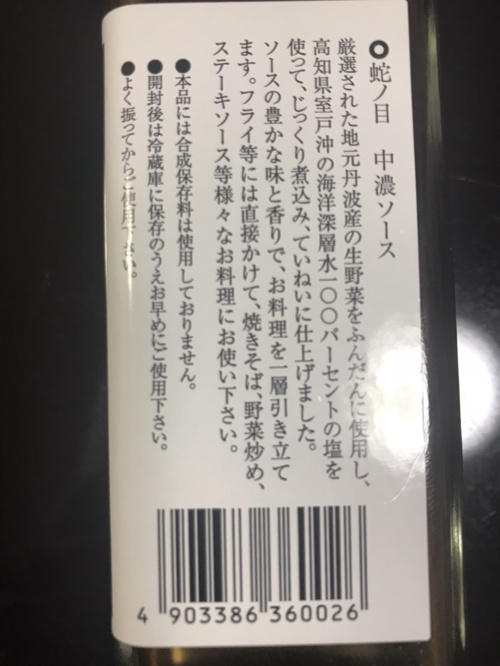 蛇ノ目 中濃ソース
厳選された地元丹波産の生野菜をふんだんに使用し、
高知県室戸沖の海洋深層水一〇〇パーセントの塩を
使って、じっくり煮込み、ていねいに仕上げました。
ソースの豊かな味と香りで、お料理を一層引き立て
ます。フライ等には直接かけて、焼きそば、野菜炒め、
ステーキソース等様々なお料理にお使い下さい。
●本品には合成保存料は使用しておりません。
●開封後は冷蔵庫に保存のうえお早めにご使用下さい。
●よく振ってからご使用下さい。
4 903386 360026